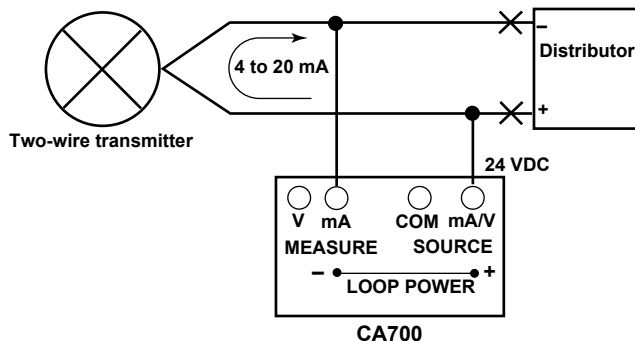 4 to 20 mA
−
Distributor
+
Two-wire transmitter
24 VDC
V mA COM mA/V
MEASURE SOURCE
− +
LOOP POWER
CA700